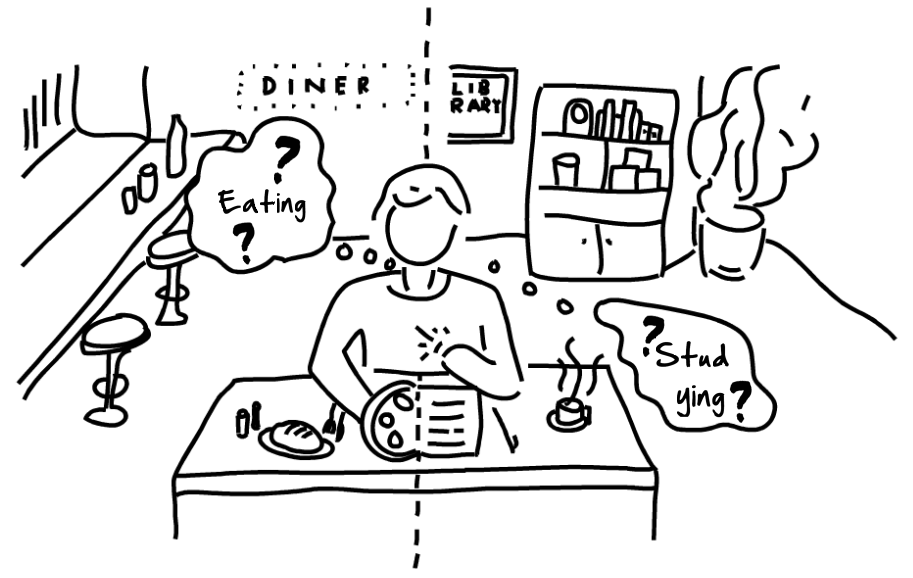 DINER
LIB
RARY
?
Eating
?
?
Stud
ying?